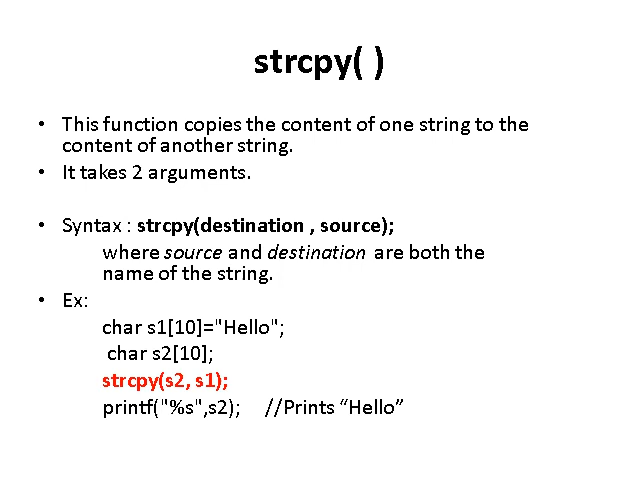 strcpy( )
• This function copies the content of one string to the
content of another string.
• It takes 2 arguments.
• Syntax : strcpy(destination , source);
where source and destination are both the
name of the string.
• Ex:
char s1[10]="Hello";
char s2[10];
strcpy(s2, s1);
printf("%s",s2); //Prints “Hello”